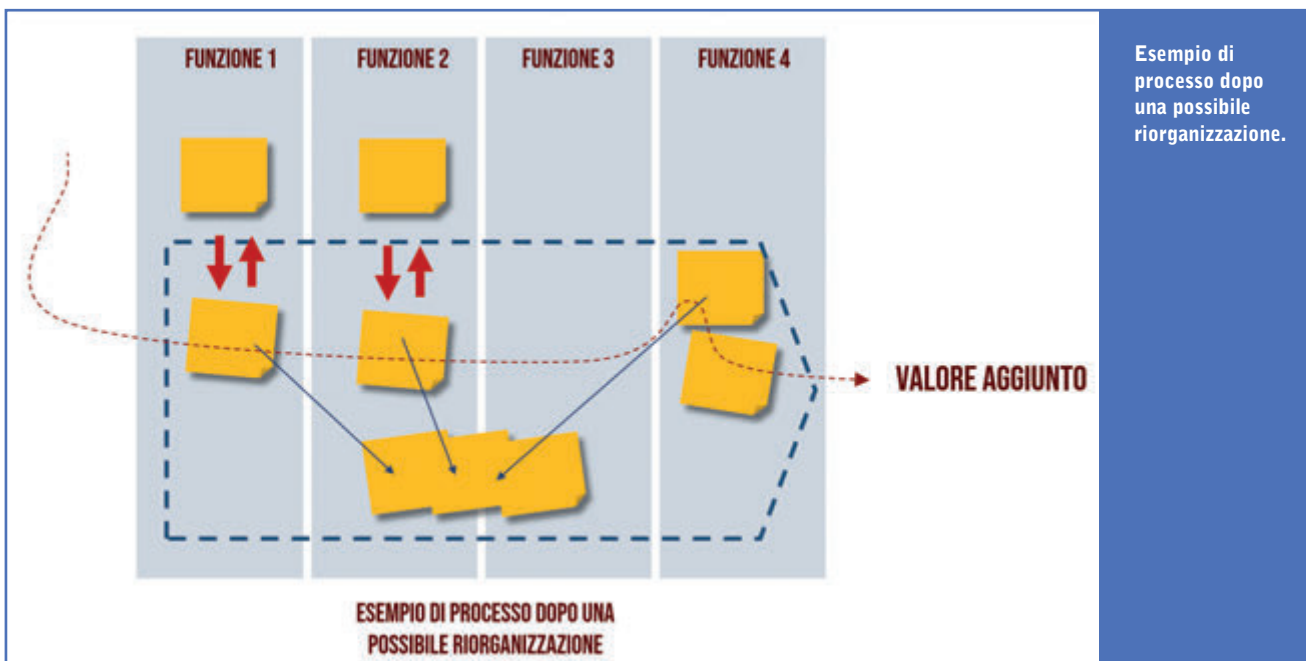 FUNZIONE 1
FUNZIONE 2
FUNZIONE 3
FUNZIONE 4
VALORE AGGIUNTO
ESEMPIO DI PROCESSO DOPO UNA
POSSIBILE RIORGANIZZAZIONE
Esempio di
processo dopo
una possibile
riorganizzazione.